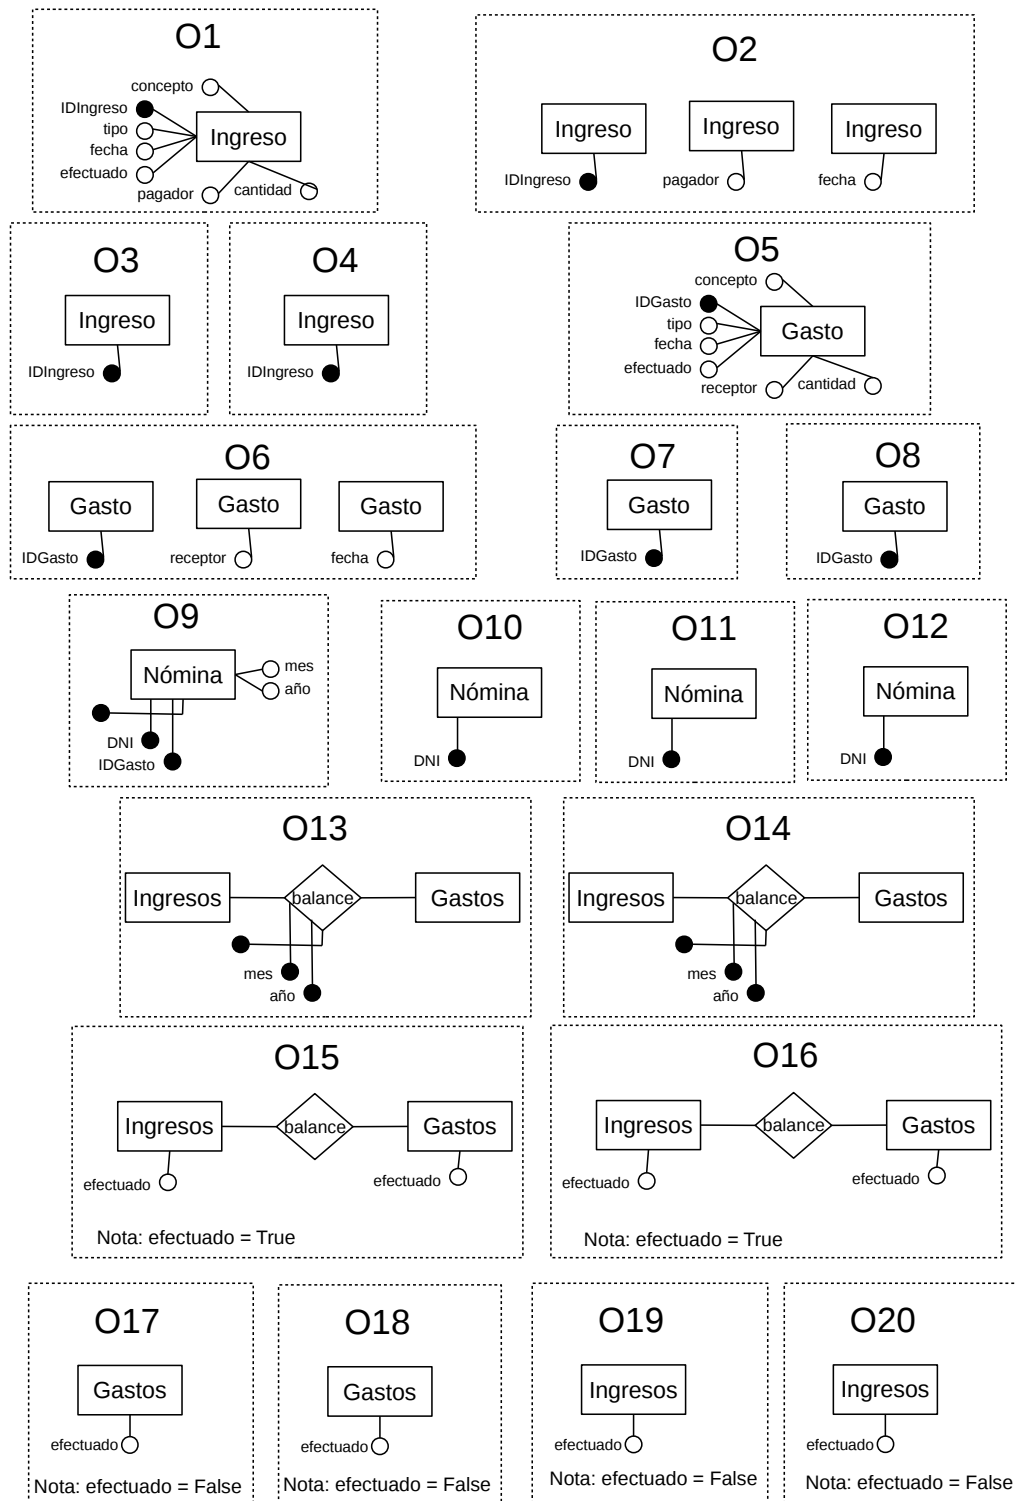 O1
concepto
IDIngreso
tipo
Ingreso
fecha
efectuado
pagador
cantidad
O2
Ingreso
Ingreso
Ingreso
IDIngreso
pagador
fecha
O3
Ingreso
IDIngreso
O4
Ingreso
IDIngreso
O5
concepto
IDGasto
tipo
Gasto
fecha
efectuado
receptor
cantidad
O6
Gasto
Gasto
Gasto
IDGasto
receptor
fecha
O7
Gasto
IDGasto
O8
Gasto
IDGasto
O9
Nómina
mes
año
DNI
IDGasto
O10
Nómina
DNI
O11
Nómina
DNI
O12
Nómina
DNI
O13
Ingresos
balance
Gastos
mes
año
O14
Ingresos
balance
Gastos
mes
año
O15
Ingresos
balance
Gastos
efectuado
efectuado
Nota: efectuado = True
O16
Ingresos
balance
Gastos
efectuado
efectuado
Nota: efectuado = True
O17
Gastos
efectuado
Nota: efectuado = False
O18
Gastos
efectuado
Nota: efectuado = False
O19
Ingresos
efectuado
Nota: efectuado = False
O20
Ingresos
efectuado
Nota: efectuado = False